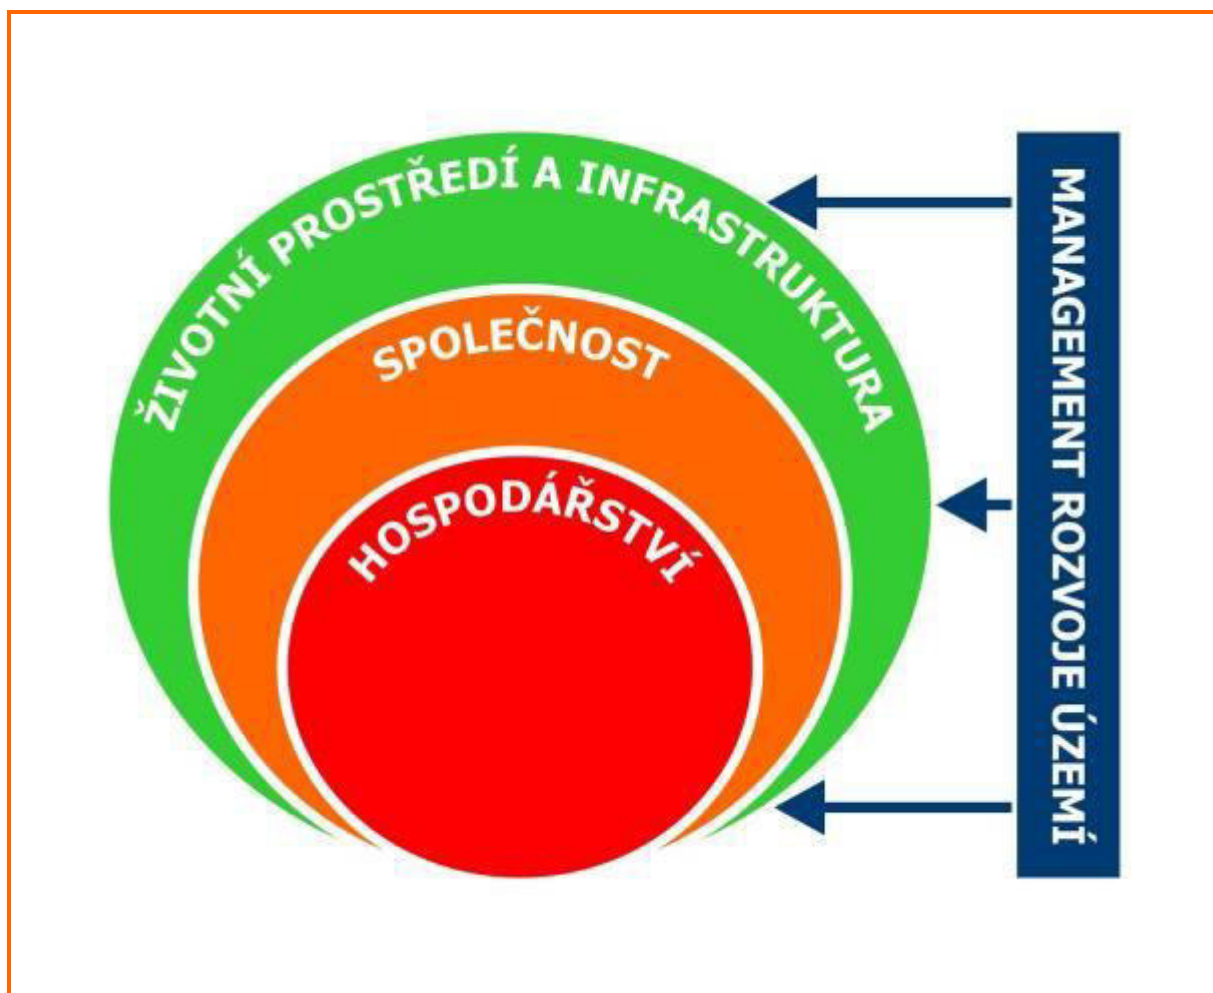 ŽIVOTNÍ PROSTŘEDÍ A INFRASTRUKTURA
SPOLEČNOST
HOSPODÁŘSTVÍ
MANAGEMENT ROZVOJE ÚZEMÍ